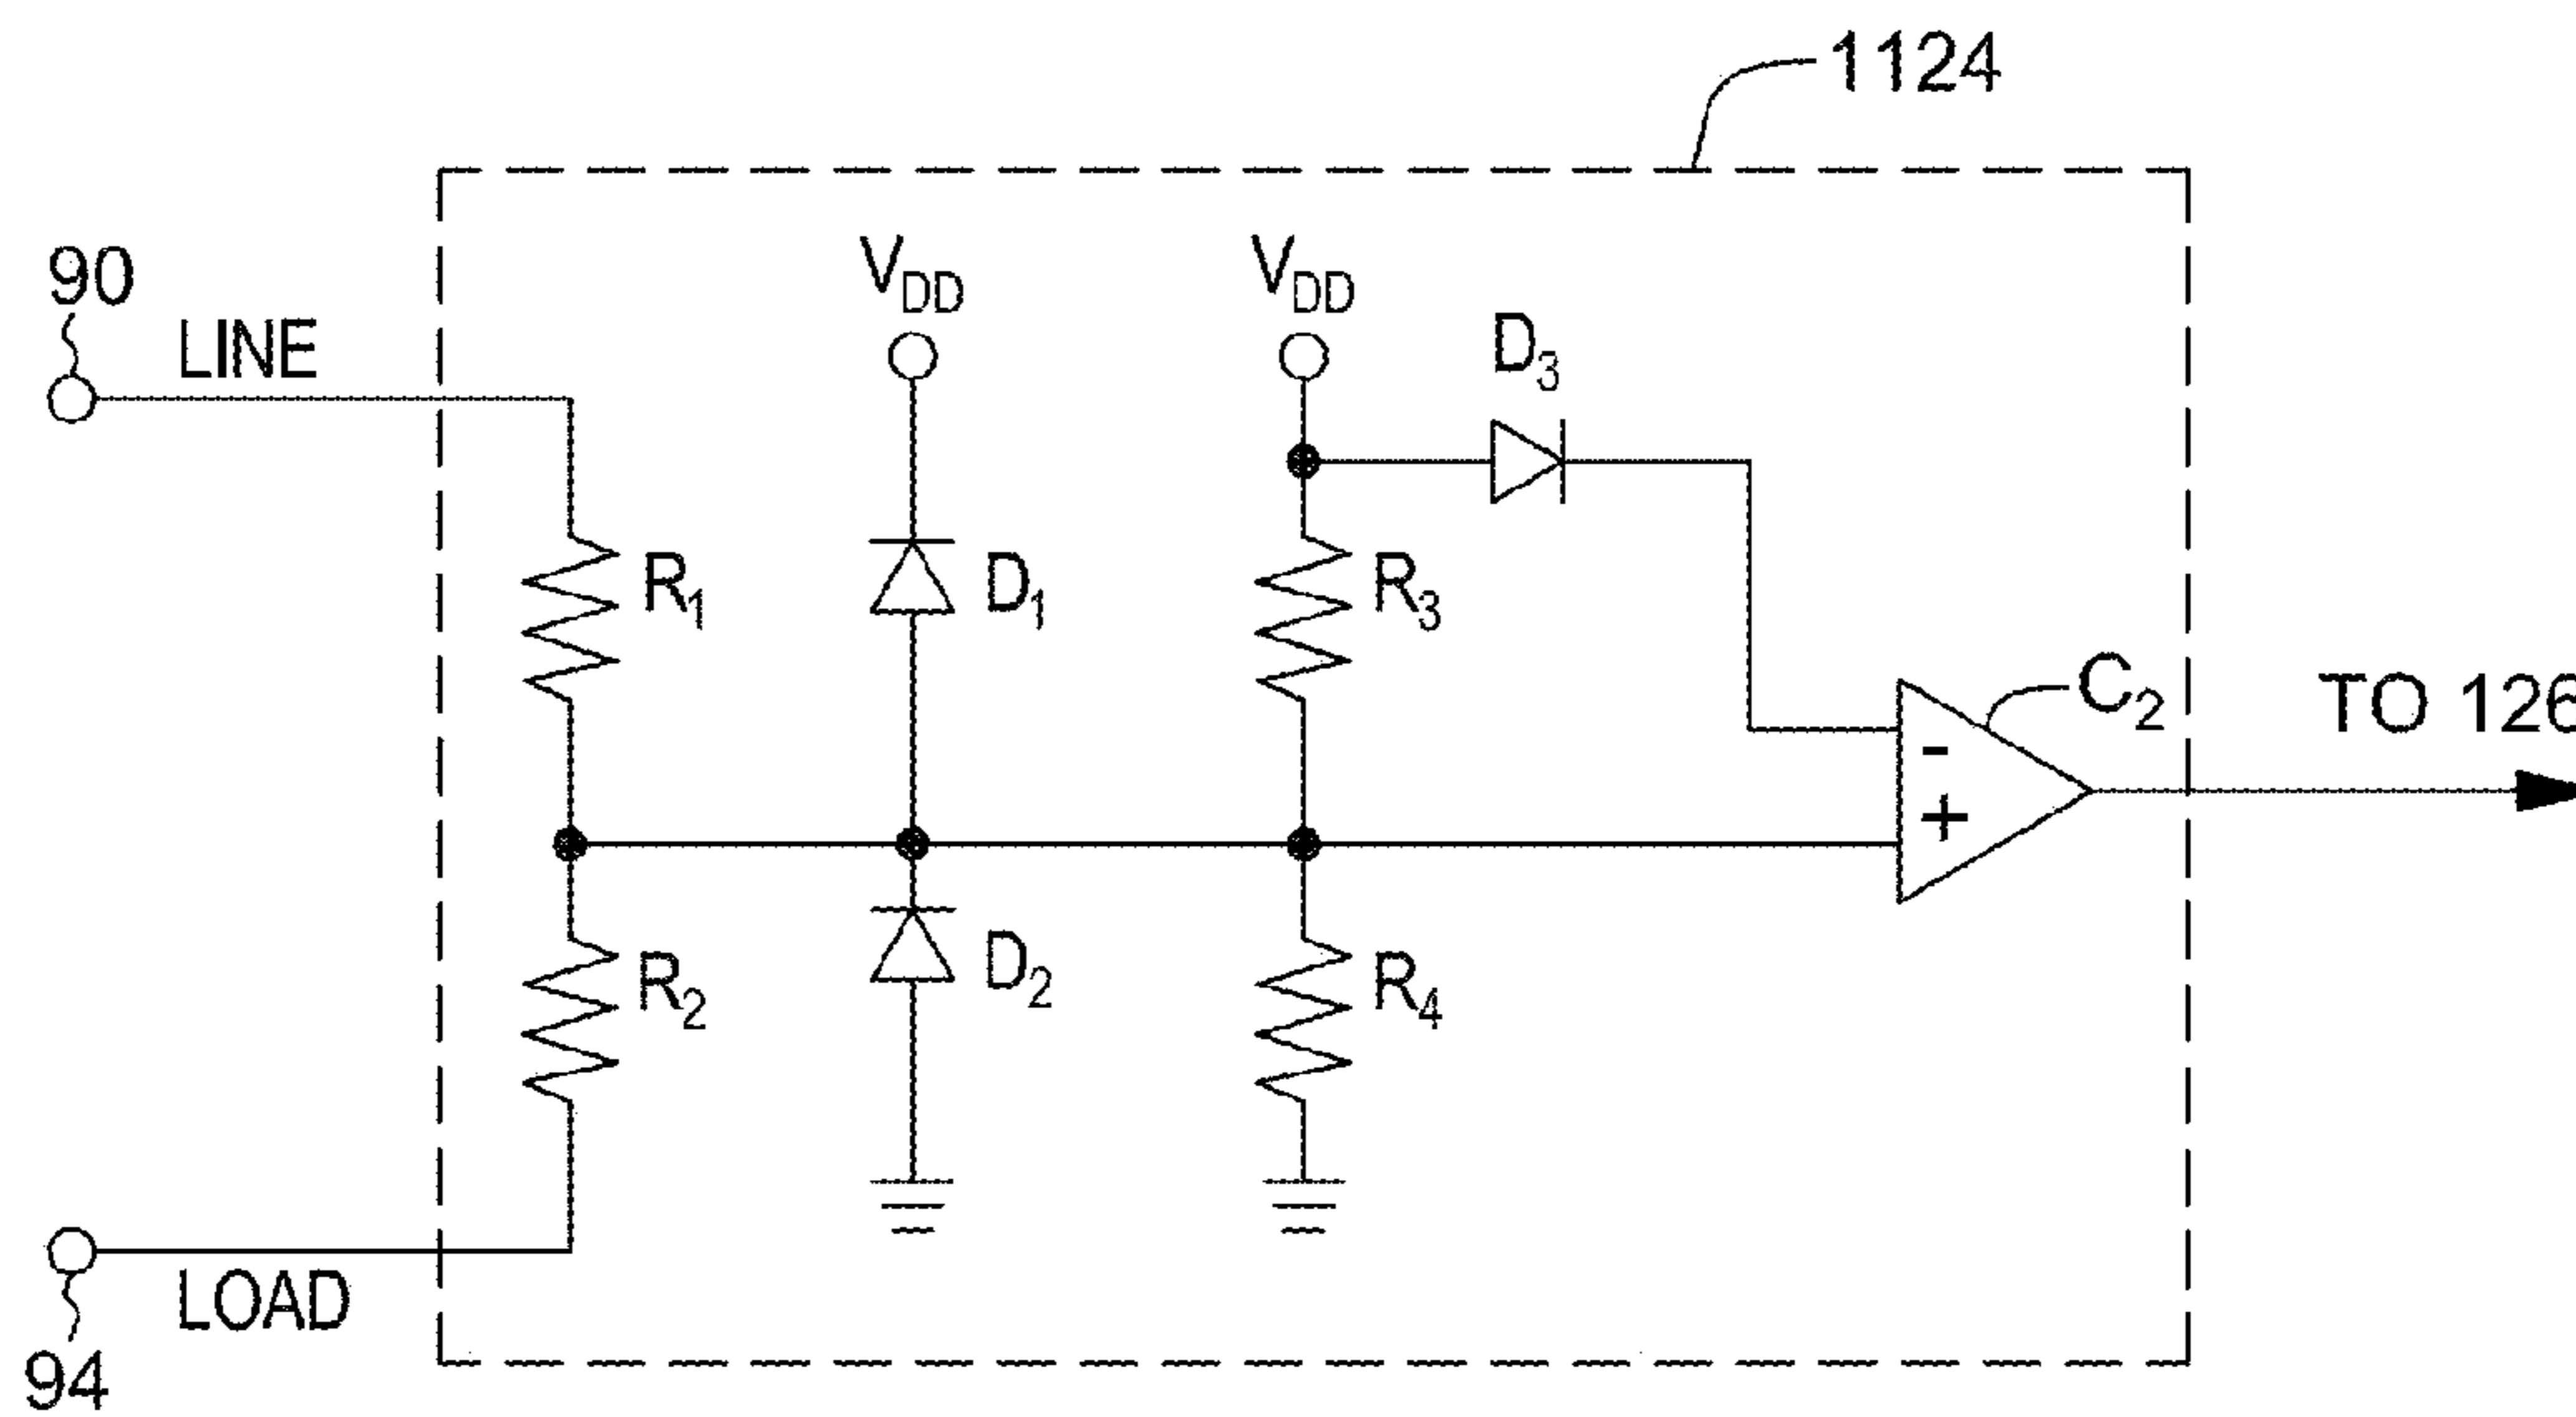 1124
90
LINE
V_DD
V_DD
D_3
R_1
D_1
R_3
C_2
TO 126
-
+
R_2
D_2
R_4
LOAD
94